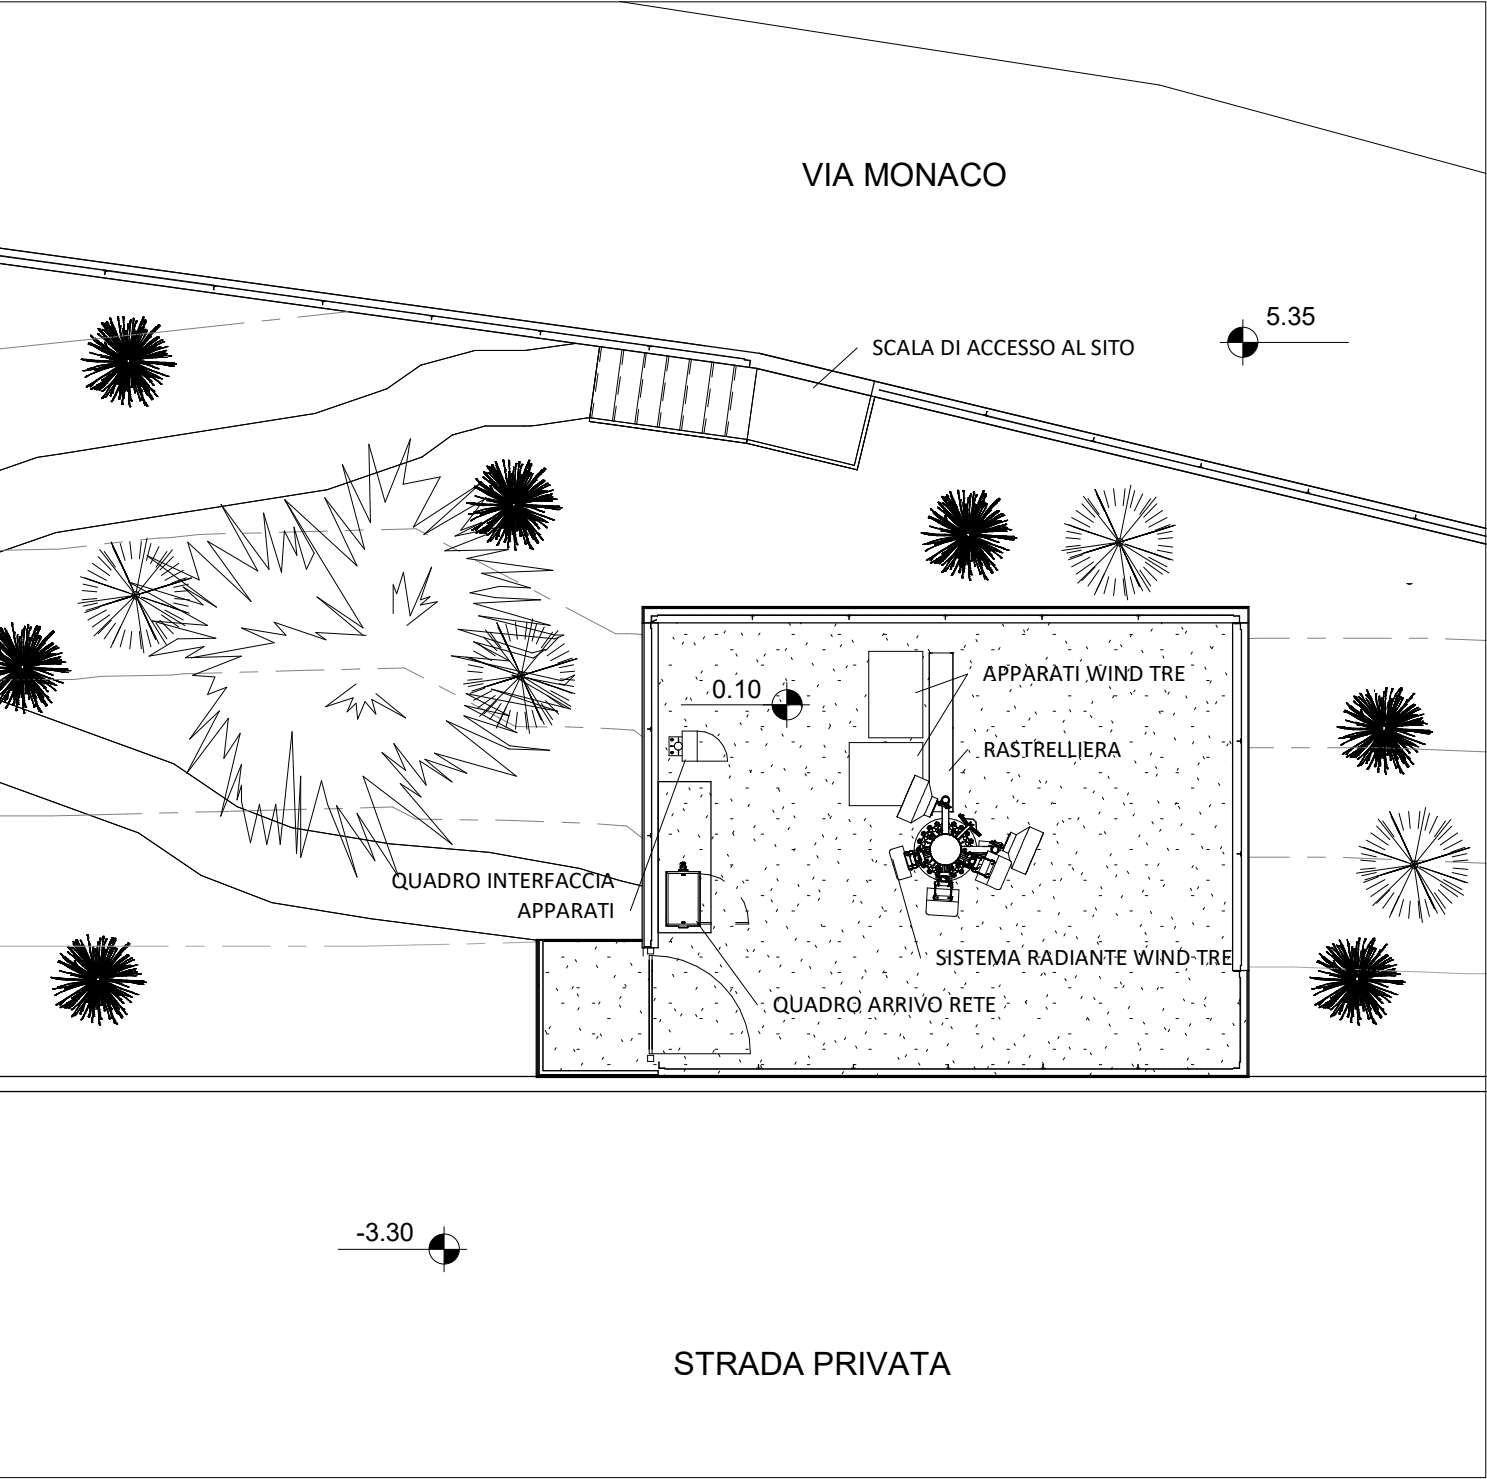 VIA MONACO
5.35
SCALA DI ACCESSO AL SITO
APPARATI WIND TRE
0.10
RASTRELLIERA
QUADRO INTERFACCIA
APPARATI
SISTEMA RADIANTE WIND TRE
QUADRO ARRIVO RETE
-3.30
STRADA PRIVATA